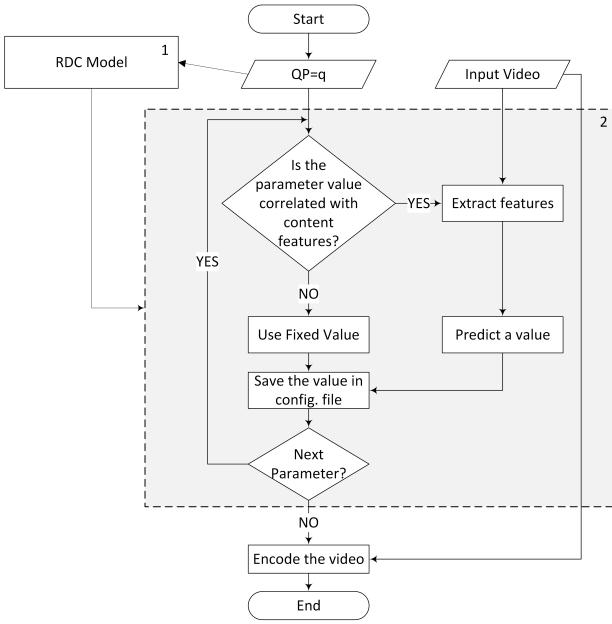 Start
1
RDC Model
QP=q
Input Video
2
Is the
parameter value
correlated with
content
features?
YES
Extract features
YES
NO
Use Fixed Value
Predict a value
Save the value in
config. file
Next
Parameter?
NO
Encode the video
End